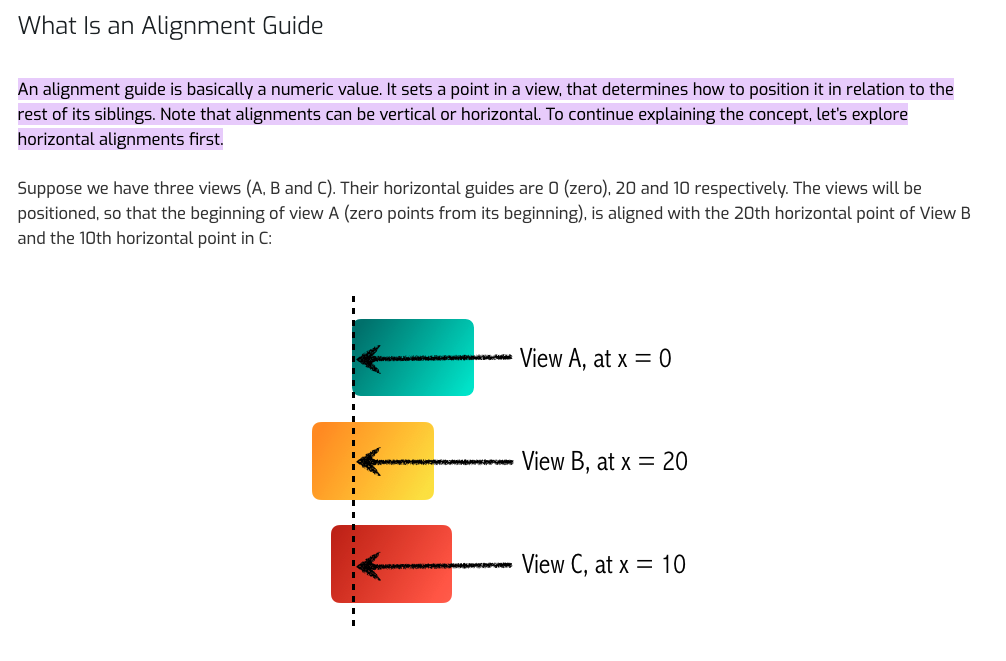 What Is an Alignment Guide
An alignment guide is basically a numeric value. It sets a point in a view, that determines how to position it in relation to the
rest of its siblings. Note that alignments can be vertical or horizontal. To continue explaining the concept, let's explore
horizontal alignments first.
Suppose we have three views (A, B and C). Their horizontal guides are 0 (zero), 20 and 10 respectively. The views will be
positioned, so that the beginning of view A (zero points from its beginning), is aligned with the 20th horizontal point of View B
and the 10th horizontal point in C:
View A, at x = 0
View B, at x = 20
View C, at x = 10